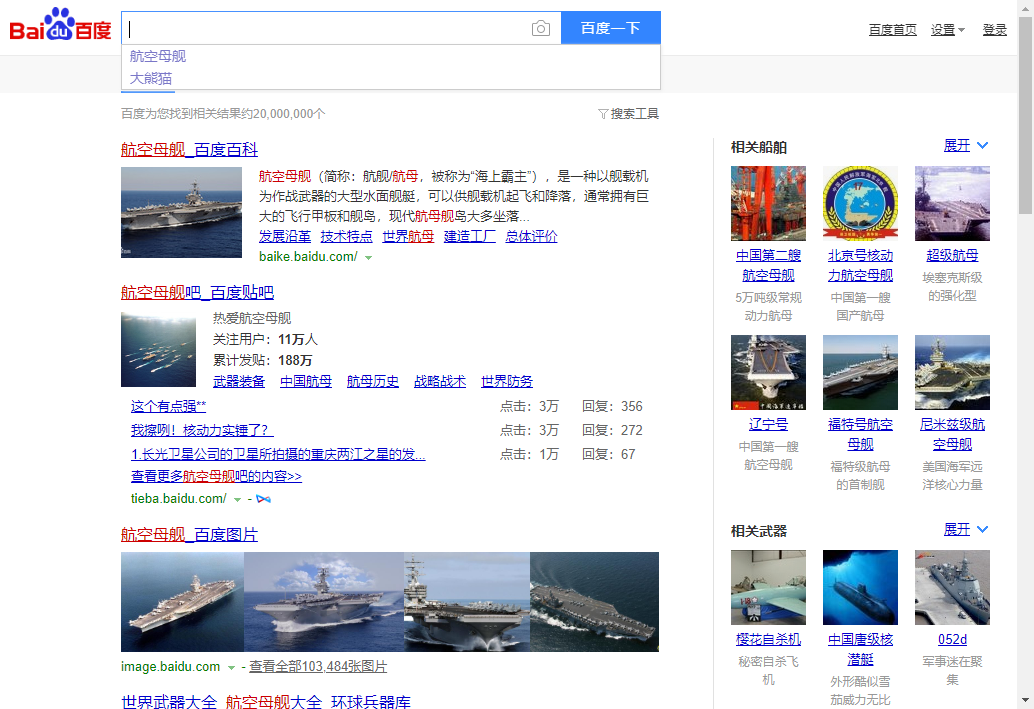 Bai du 百度
百度一下
百度首页 设置 登录
航空母舰
大熊猫
百度为您找到相关结果约20,000,000个
搜索工具
航空母舰_百度百科
航空母舰（简称：航舰/航母，被称为“海上霸主”），是一种以舰载机
为作战武器的大型水面舰艇，可以供舰载机起飞和降落，通常拥有巨
大的飞行甲板和舰岛，现代航母舰岛大多坐落...
发展沿革 技术特点 世界航母 建造工厂 总体评价
baike.baidu.com/
航空母舰吧_百度贴吧
热爱航空母舰
关注用户：11万人
累计发贴：188万
武器装备 中国航母 航母历史 战略战术 世界防务
这个有点强** 点击：3万 回复：356
我擦咧！核动力实锤了？ 点击：3万 回复：272
1.长光卫星公司的卫星所拍摄的重庆两江之星的发... 点击：1万 回复：67
查看更多航空母舰吧的内容>>
tieba.baidu.com/ -
航空母舰_百度图片
image.baidu.com - 查看全部103,484张图片
世界武器大全_航空母舰大全_环球兵器库
相关船舶 展开
中国第二艘
航空母舰
5万吨级常规
动力航母
北京号核动
力航空母舰
中国第一艘
国产航母
超级航母
埃塞克斯级
的强化型
辽宁号
中国第一艘
航空母舰
福特号航空
母舰
福特级航母
的首制舰
尼米兹级航
空母舰
美国海军远
洋核心力量
相关武器 展开
樱花自杀机
秘密自杀飞
机
中国唐级核
潜艇
外形酷似雪
茄威力无比
052d
军事迷在聚
集